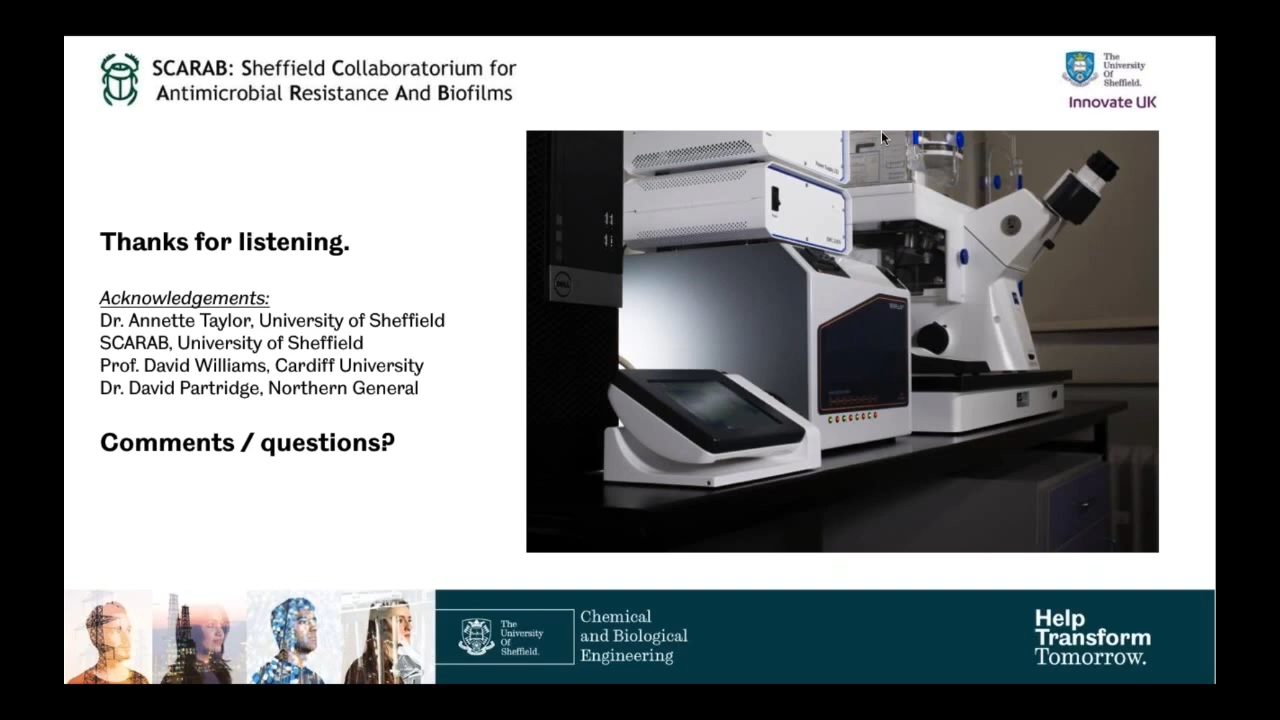 SCARAB: Sheffield Collaboratorium for
Antimicrobial Resistance And Biofilms
The
University
Of
Sheffield.
Innovate UK
Thanks for listening.
Acknowledgements:
Dr. Annette Taylor, University of Sheffield
SCARAB, University of Sheffield
Prof. David Williams, Cardiff University
Dr. David Partridge, Northern General
Comments / questions?
DELL
The
University
Of
Sheffield.
Chemical
and Biological
Engineering
Help
Transform
Tomorrow.